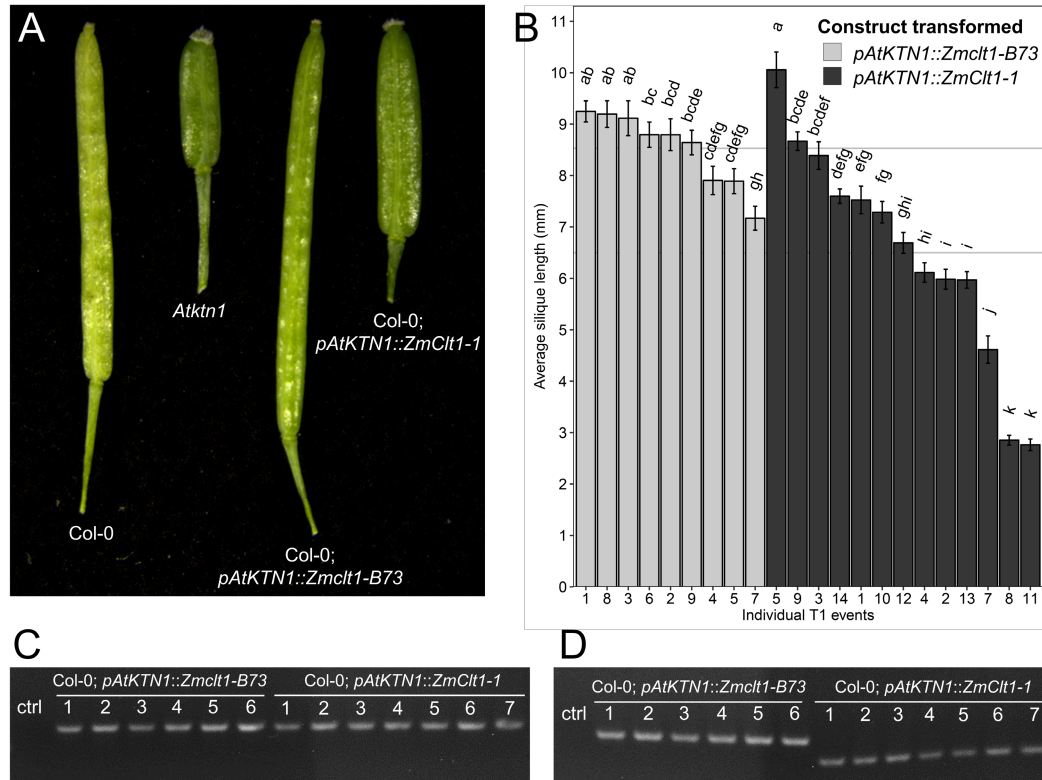 A
Col-0
Atktn1
Col-0;
pAtKTN1::Zmclt1-B73
Col-0;
pAtKTN1::ZmClt1-1
B
Construct transformed
pAtKTN1::Zmclt1-B73
pAtKTN1::ZmClt1-1
Average silique length (mm)
11
10
9
8
7
6
5
4
3
2
1
0
ab ab ab bc bcd bcde cdefg cdefg gh a bcde bcdef defg efg fg ghi hi i i j k k
1 8 3 6 2 9 4 5 7 5 9 3 14 1 10 12 4 2 13 7 8 11
Individual T1 events
C
Col-0; pAtKTN1::Zmclt1-B73 Col-0; pAtKTN1::ZmClt1-1
ctrl 1 2 3 4 5 6 1 2 3 4 5 6 7
D
Col-0; pAtKTN1::Zmclt1-B73 Col-0; pAtKTN1::ZmClt1-1
ctrl 1 2 3 4 5 6 1 2 3 4 5 6 7